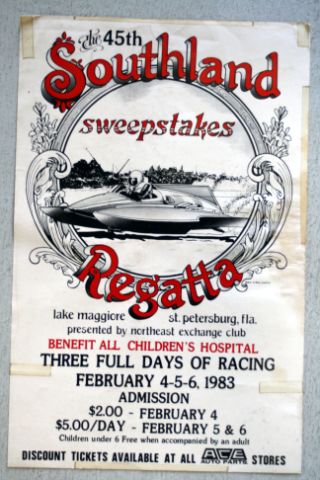 the 45th
Southland
sweepstakes
Regatta
lake maggiore st. petersburg, fla.
presented by northeast exchange club
BENEFIT ALL CHILDREN'S HOSPITAL
THREE FULL DAYS OF RACING
FEBRUARY 4-5-6, 1983
ADMISSION
$2.00 - FEBRUARY 4
$5.00/DAY - FEBRUARY 5 & 6
Children under 6 Free when accompanied by an adult
DISCOUNT TICKETS AVAILABLE AT ALL ACE AUTO PARTS STORES